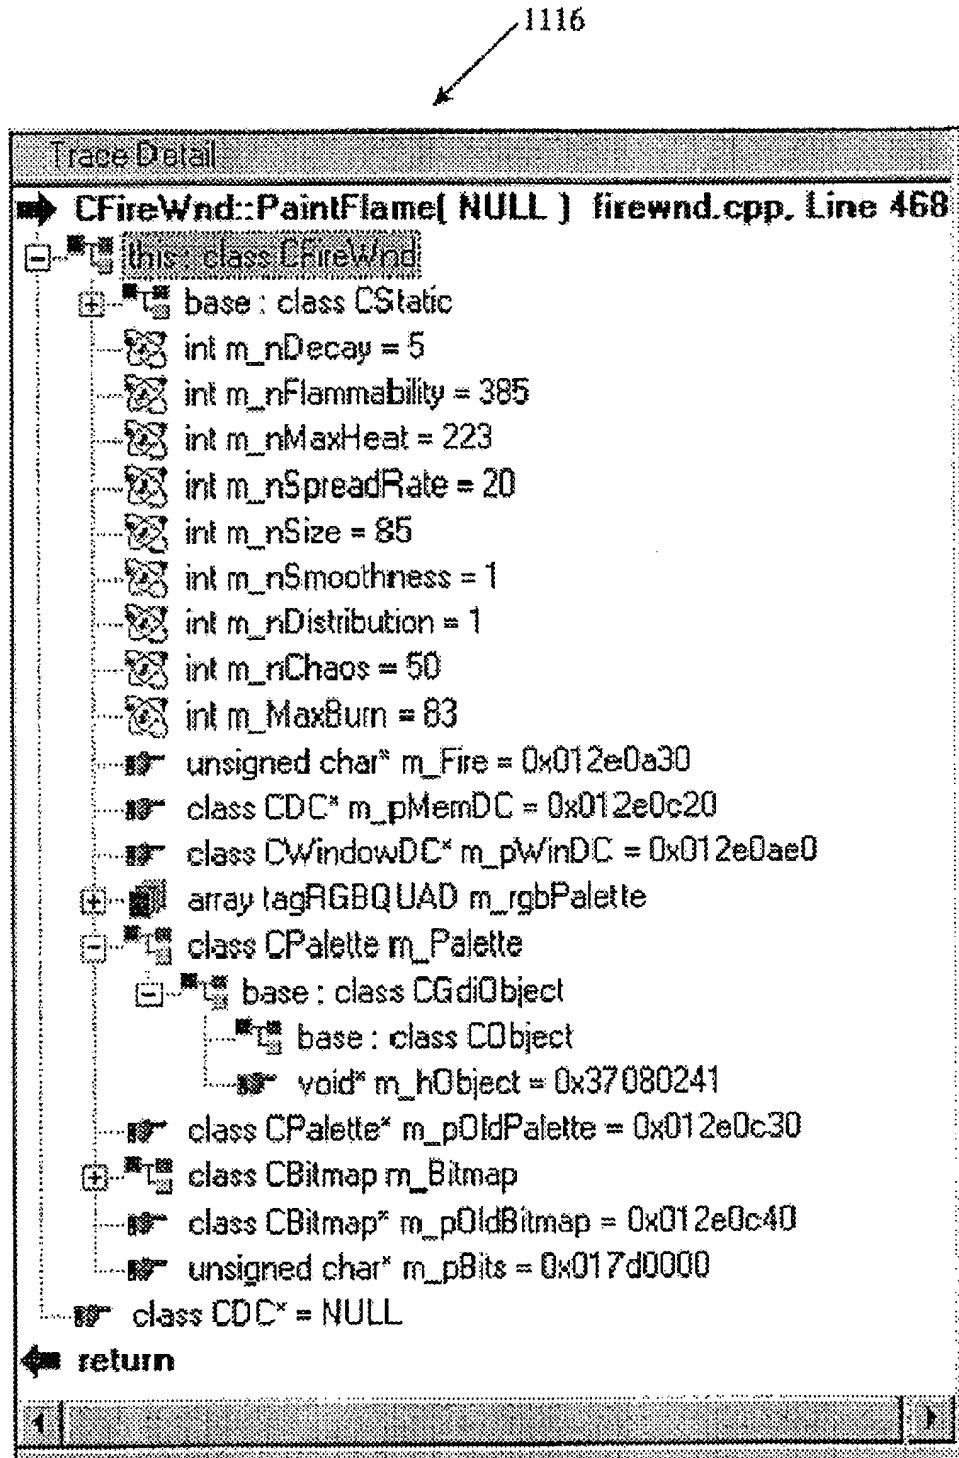 1116
Trace Detail
CFireWnd::PaintFlame( NULL )  firewnd.cpp, Line 468
this : class CFireWnd
base : class CStatic
int m_nDecay = 5
int m_nFlammability = 385
int m_nMaxHeat = 223
int m_nSpreadRate = 20
int m_nSize = 85
int m_nSmoothness = 1
int m_nDistribution = 1
int m_nChaos = 50
int m_MaxBurn = 83
unsigned char* m_Fire = 0x012e0a30
class CDC* m_pMemDC = 0x012e0c20
class CWindowDC* m_pWinDC = 0x012e0ae0
array tagRGBQUAD m_rgbPalette
class CPalette m_Palette
base : class CGdiObject
base : class CObject
void* m_hObject = 0x37080241
class CPalette* m_pOldPalette = 0x012e0c30
class CBitmap m_Bitmap
class CBitmap* m_pOldBitmap = 0x012e0c40
unsigned char* m_pBits = 0x017d0000
class CDC* = NULL
return